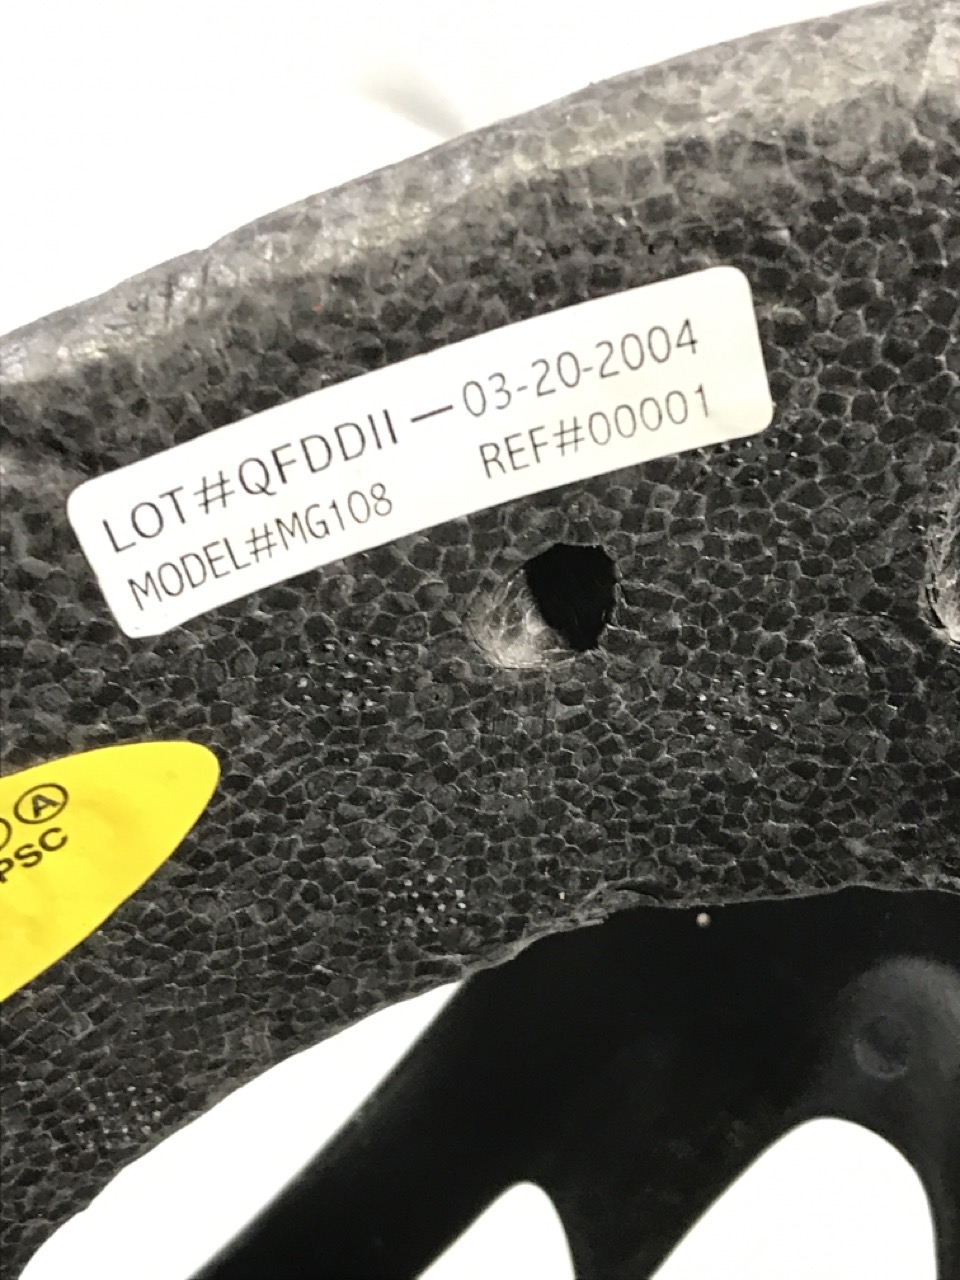 LOT#QFDDII — 03-20-2004
MODEL#MG108 REF#00001
A
PSC